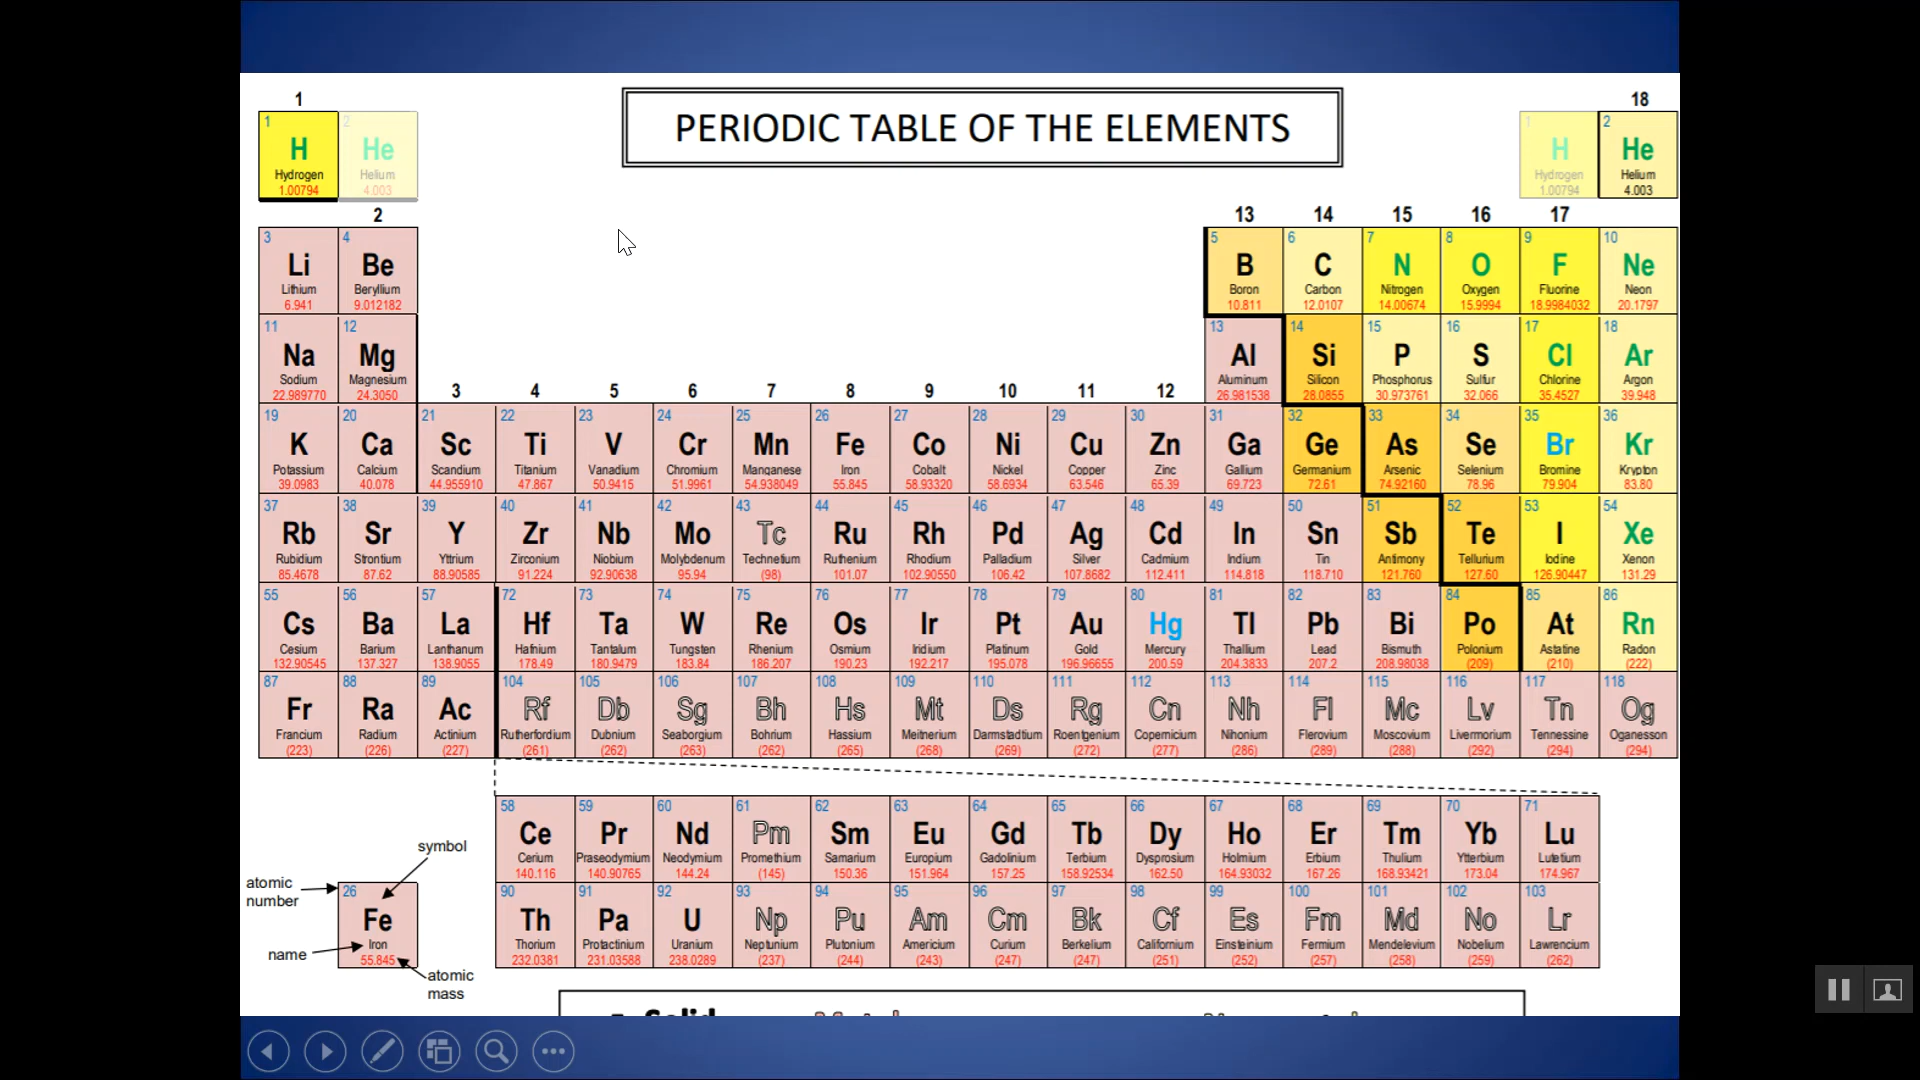 1 18
PERIODIC TABLE OF THE ELEMENTS
1 2 1 2
H He H He
Hydrogen Helium Hydrogen Helium
1.00794 4.003 1.00794 4.003
2 13 14 15 16 17
3 4 5 6 7 8 9 10
Li Be B C N O F Ne
Lithium Beryllium Boron Carbon Nitrogen Oxygen Fluorine Neon
6.941 9.012182 10.811 12.0107 14.00674 15.9994 18.9984032 20.1797
11 12 13 14 15 16 17 18
Na Mg Al Si P S Cl Ar
Sodium Magnesium Aluminum Silicon Phosphorus Sulfur Chlorine Argon
22.989770 24.3050 26.981538 28.0855 30.973761 32.066 35.4527 39.948
3 4 5 6 7 8 9 10 11 12
19 20 21 22 23 24 25 26 27 28 29 30 31 32 33 34 35 36
K Ca Sc Ti V Cr Mn Fe Co Ni Cu Zn Ga Ge As Se Br Kr
Potassium Calcium Scandium Titanium Vanadium Chromium Manganese Iron Cobalt Nickel Copper Zinc Gallium Germanium Arsenic Selenium Bromine Krypton
39.0983 40.078 44.955910 47.867 50.9415 51.9961 54.938049 55.845 58.93320 58.6934 63.546 65.39 69.723 72.61 74.92160 78.96 79.904 83.80
37 38 39 40 41 42 43 44 45 46 47 48 49 50 51 52 53 54
Rb Sr Y Zr Nb Mo Tc Ru Rh Pd Ag Cd In Sn Sb Te I Xe
Rubidium Strontium Yttrium Zirconium Niobium Molybdenum Technetium Ruthenium Rhodium Palladium Silver Cadmium Indium Tin Antimony Tellurium Iodine Xenon
85.4678 87.62 88.90585 91.224 92.90638 95.94 (98) 101.07 102.90550 106.42 107.8682 112.411 114.818 118.710 121.760 127.60 126.90447 131.29
55 56 57 72 73 74 75 76 77 78 79 80 81 82 83 84 85 86
Cs Ba La Hf Ta W Re Os Ir Pt Au Hg Tl Pb Bi Po At Rn
Cesium Barium Lanthanum Hafnium Tantalum Tungsten Rhenium Osmium Iridium Platinum Gold Mercury Thallium Lead Bismuth Polonium Astatine Radon
132.90545 137.327 138.9055 178.49 180.9479 183.84 186.207 190.23 192.217 195.078 196.96655 200.59 204.3833 207.2 208.98038 (209) (210) (222)
87 88 89 104 105 106 107 108 109 110 111 112 113 114 115 116 117 118
Fr Ra Ac Rf Db Sg Bh Hs Mt Ds Rg Cn Nh Fl Mc Lv Tn Og
Francium Radium Actinium Rutherfordium Dubnium Seaborgium Bohrium Hassium Meitnerium Darmstadtium Roentgenium Copernicium Nihonium Flerovium Moscovium Livermorium Tennessine Oganesson
(223) (226) (227) (261) (262) (263) (262) (265) (268) (269) (272) (277) (286) (289) (288) (292) (294) (294)
58 59 60 61 62 63 64 65 66 67 68 69 70 71
Ce Pr Nd Pm Sm Eu Gd Tb Dy Ho Er Tm Yb Lu
Cerium Praseodymium Neodymium Promethium Samarium Europium Gadolinium Terbium Dysprosium Holmium Erbium Thulium Ytterbium Lutetium
140.116 140.90765 144.24 (145) 150.36 151.964 157.25 158.92534 162.50 164.93032 167.26 168.93421 173.04 174.967
90 91 92 93 94 95 96 97 98 99 100 101 102 103
Th Pa U Np Pu Am Cm Bk Cf Es Fm Md No Lr
Thorium Protactinium Uranium Neptunium Plutonium Americium Curium Berkelium Californium Einsteinium Fermium Mendelevium Nobelium Lawrencium
232.0381 231.03588 238.0289 (237) (244) (243) (247) (247) (251) (252) (257) (258) (259) (262)
symbol
atomic
number
26
Fe
Iron
name
55.845
atomic
mass
Solid